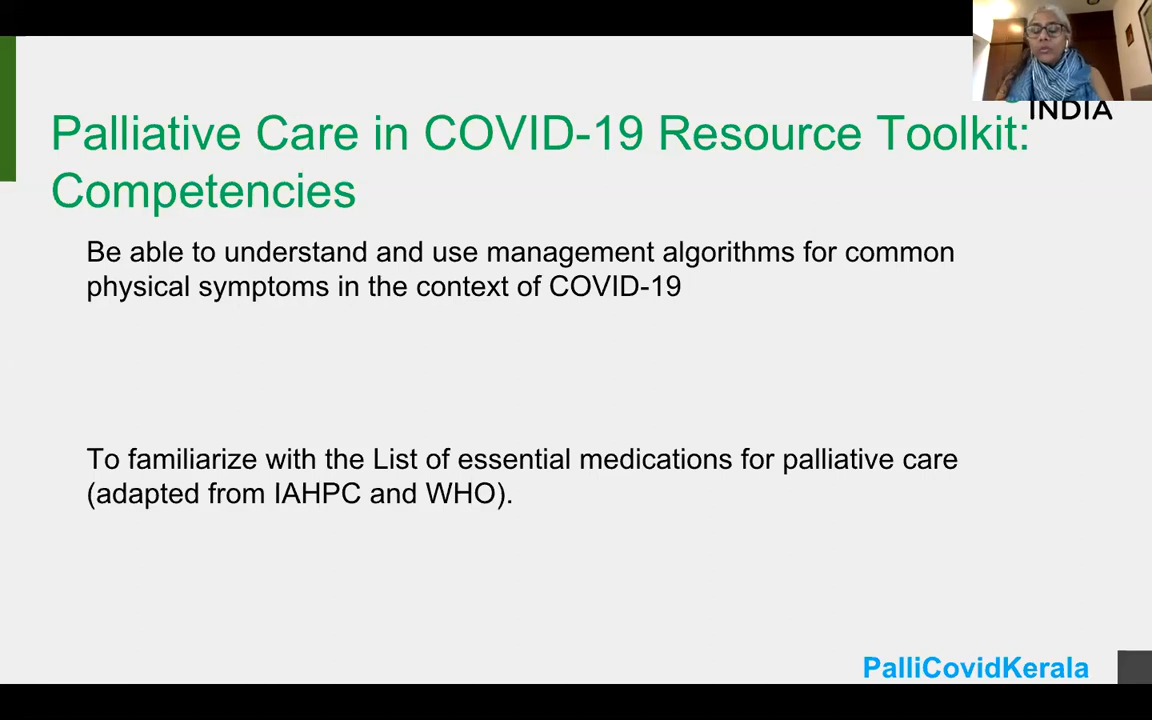 INDIA
Palliative Care in COVID-19 Resource Toolkit:
Competencies
Be able to understand and use management algorithms for common
physical symptoms in the context of COVID-19
To familiarize with the List of essential medications for palliative care
(adapted from IAHPC and WHO).
PalliCovidKerala